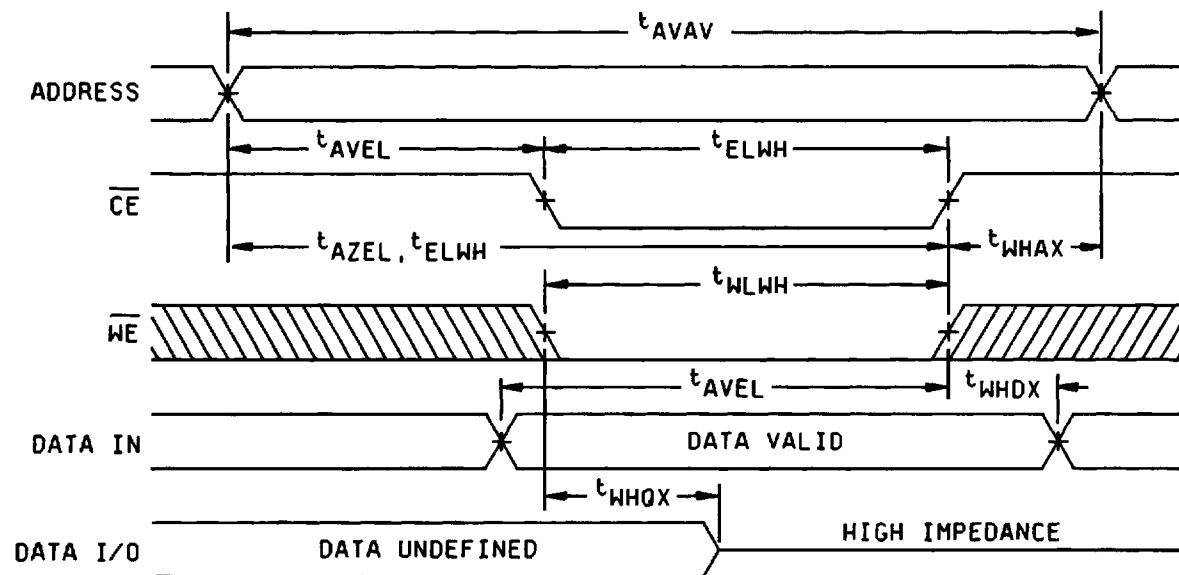 tAVAV
ADDRESS
tAVEL tELWH
CE
tAZEL, tELWH tWHAX
tWLWH
WE
tAVEL tWHDX
DATA IN DATA VALID
tWHQX
DATA I/O DATA UNDEFINED HIGH IMPEDANCE